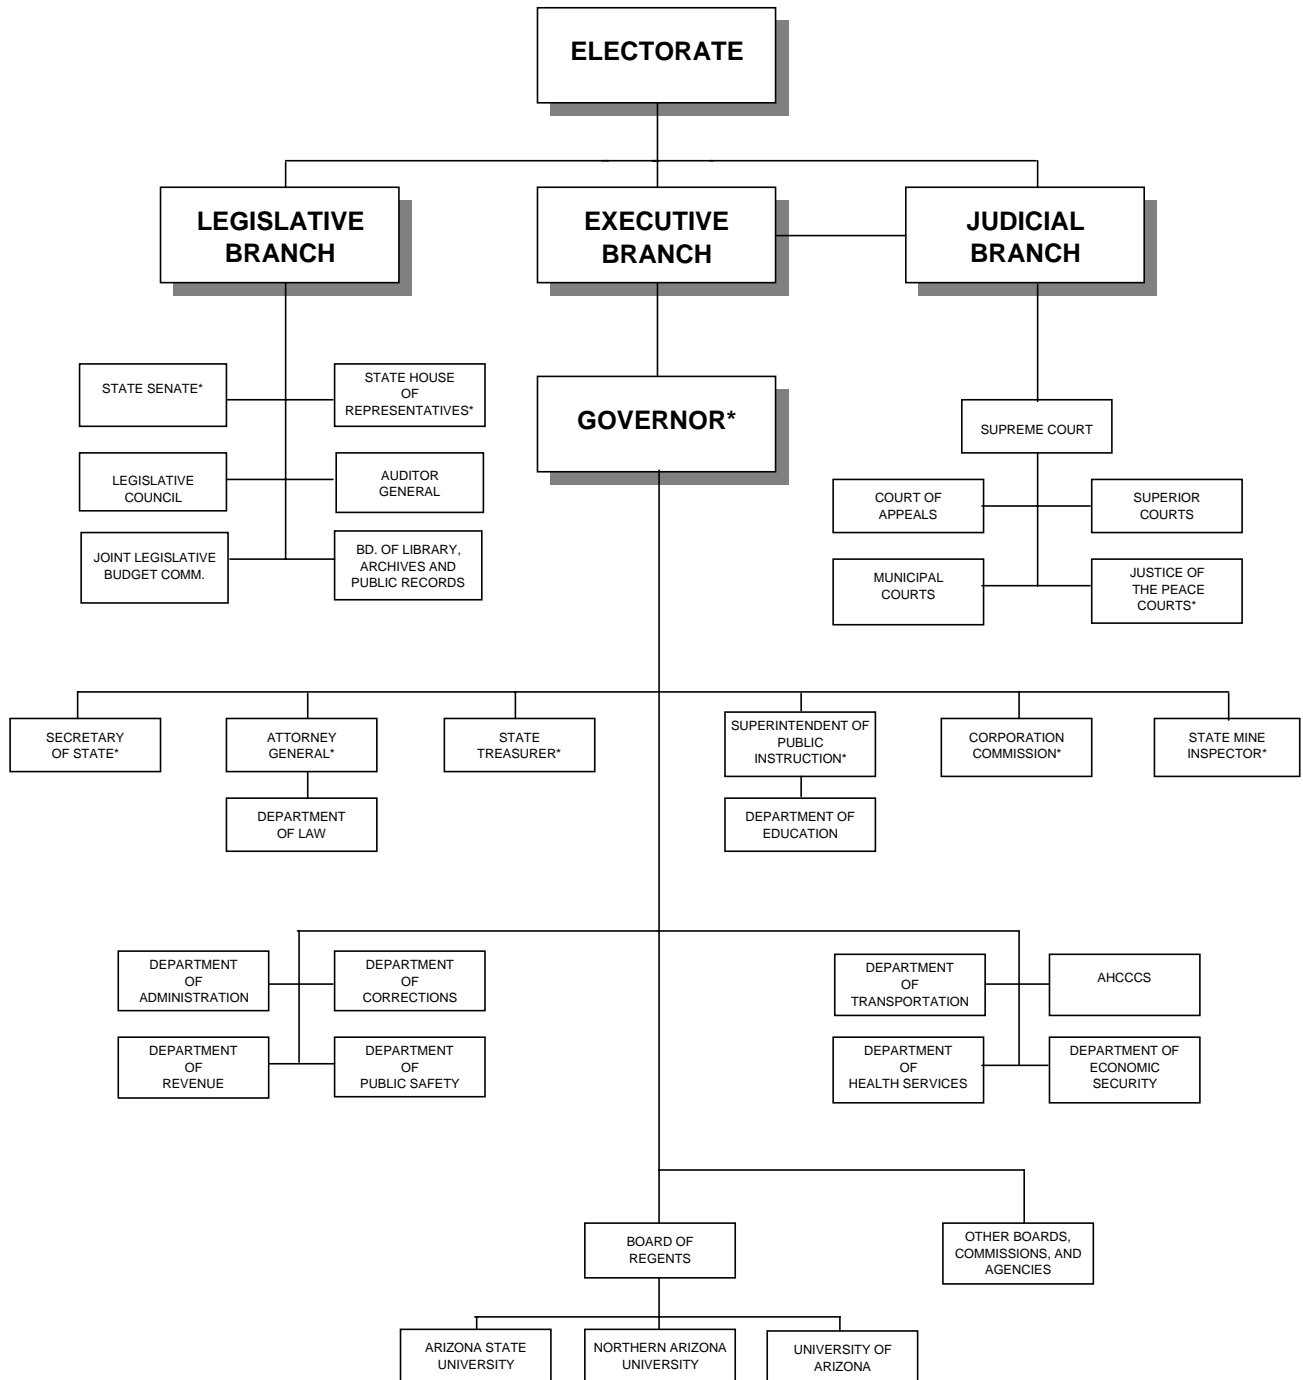 ELECTORATE
LEGISLATIVE
BRANCH
EXECUTIVE
BRANCH
JUDICIAL
BRANCH
STATE SENATE*
STATE HOUSE
OF
REPRESENTATIVES*
GOVERNOR*
SUPREME COURT
LEGISLATIVE
COUNCIL
AUDITOR
GENERAL
COURT OF
APPEALS
SUPERIOR
COURTS
JOINT LEGISLATIVE
BUDGET COMM.
BD. OF LIBRARY,
ARCHIVES AND
PUBLIC RECORDS
MUNICIPAL
COURTS
JUSTICE OF
THE PEACE
COURTS*
SECRETARY
OF STATE*
ATTORNEY
GENERAL*
STATE
TREASURER*
SUPERINTENDENT OF
PUBLIC
INSTRUCTION*
CORPORATION
COMMISSION*
STATE MINE
INSPECTOR*
DEPARTMENT
OF LAW
DEPARTMENT OF
EDUCATION
DEPARTMENT
OF
ADMINISTRATION
DEPARTMENT
OF
CORRECTIONS
DEPARTMENT
OF
TRANSPORTATION
AHCCCS
DEPARTMENT
OF
REVENUE
DEPARTMENT
OF
PUBLIC SAFETY
DEPARTMENT
OF
HEALTH SERVICES
DEPARTMENT OF
ECONOMIC
SECURITY
BOARD OF
REGENTS
OTHER BOARDS,
COMMISSIONS, AND
AGENCIES
ARIZONA STATE
UNIVERSITY
NORTHERN ARIZONA
UNIVERSITY
UNIVERSITY OF
ARIZONA